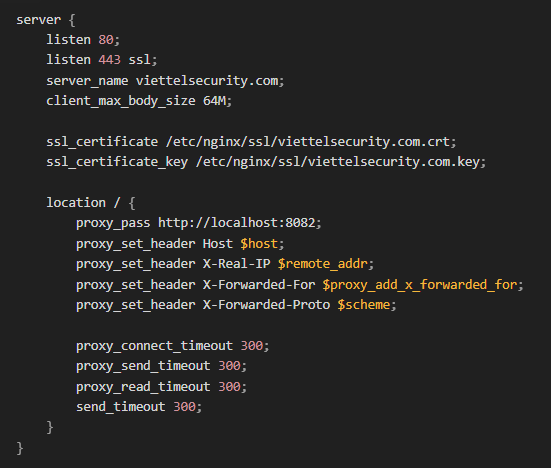 server {
    listen 80;
    listen 443 ssl;
    server_name viettelsecurity.com;
    client_max_body_size 64M;

    ssl_certificate /etc/nginx/ssl/viettelsecurity.com.crt;
    ssl_certificate_key /etc/nginx/ssl/viettelsecurity.com.key;

    location / {
        proxy_pass http://localhost:8082;
        proxy_set_header Host $host;
        proxy_set_header X-Real-IP $remote_addr;
        proxy_set_header X-Forwarded-For $proxy_add_x_forwarded_for;
        proxy_set_header X-Forwarded-Proto $scheme;

        proxy_connect_timeout 300;
        proxy_send_timeout 300;
        proxy_read_timeout 300;
        send_timeout 300;
    }
}